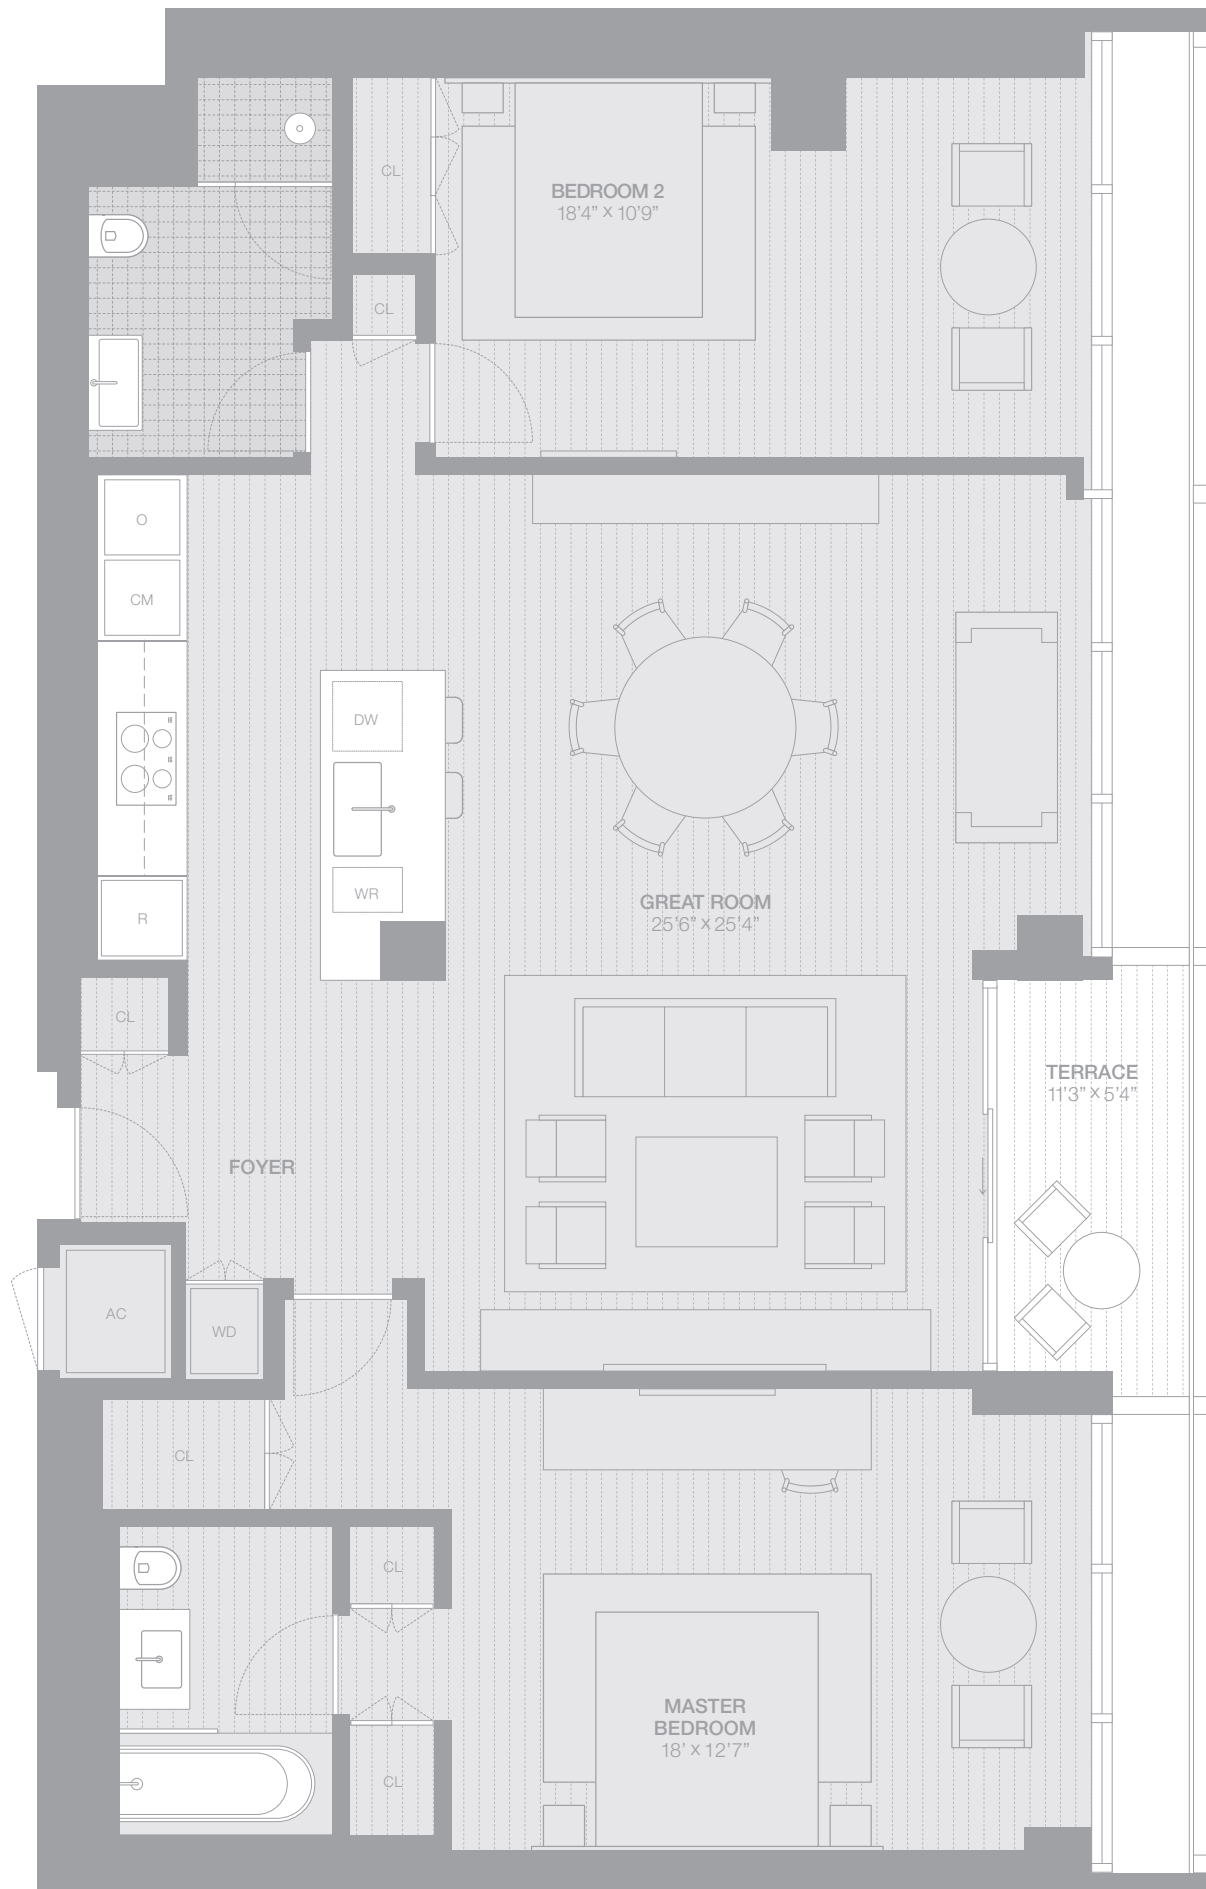 CL
BEDROOM 2
18'4” x 10'9”
CL
O
CM
DW
WR
R
GREAT ROOM
25'6” x 25'4”
CL
TERRACE
11'3” x 5'4”
FOYER
AC
WD
CL
CL
MASTER
BEDROOM
18' x 12'7”
CL